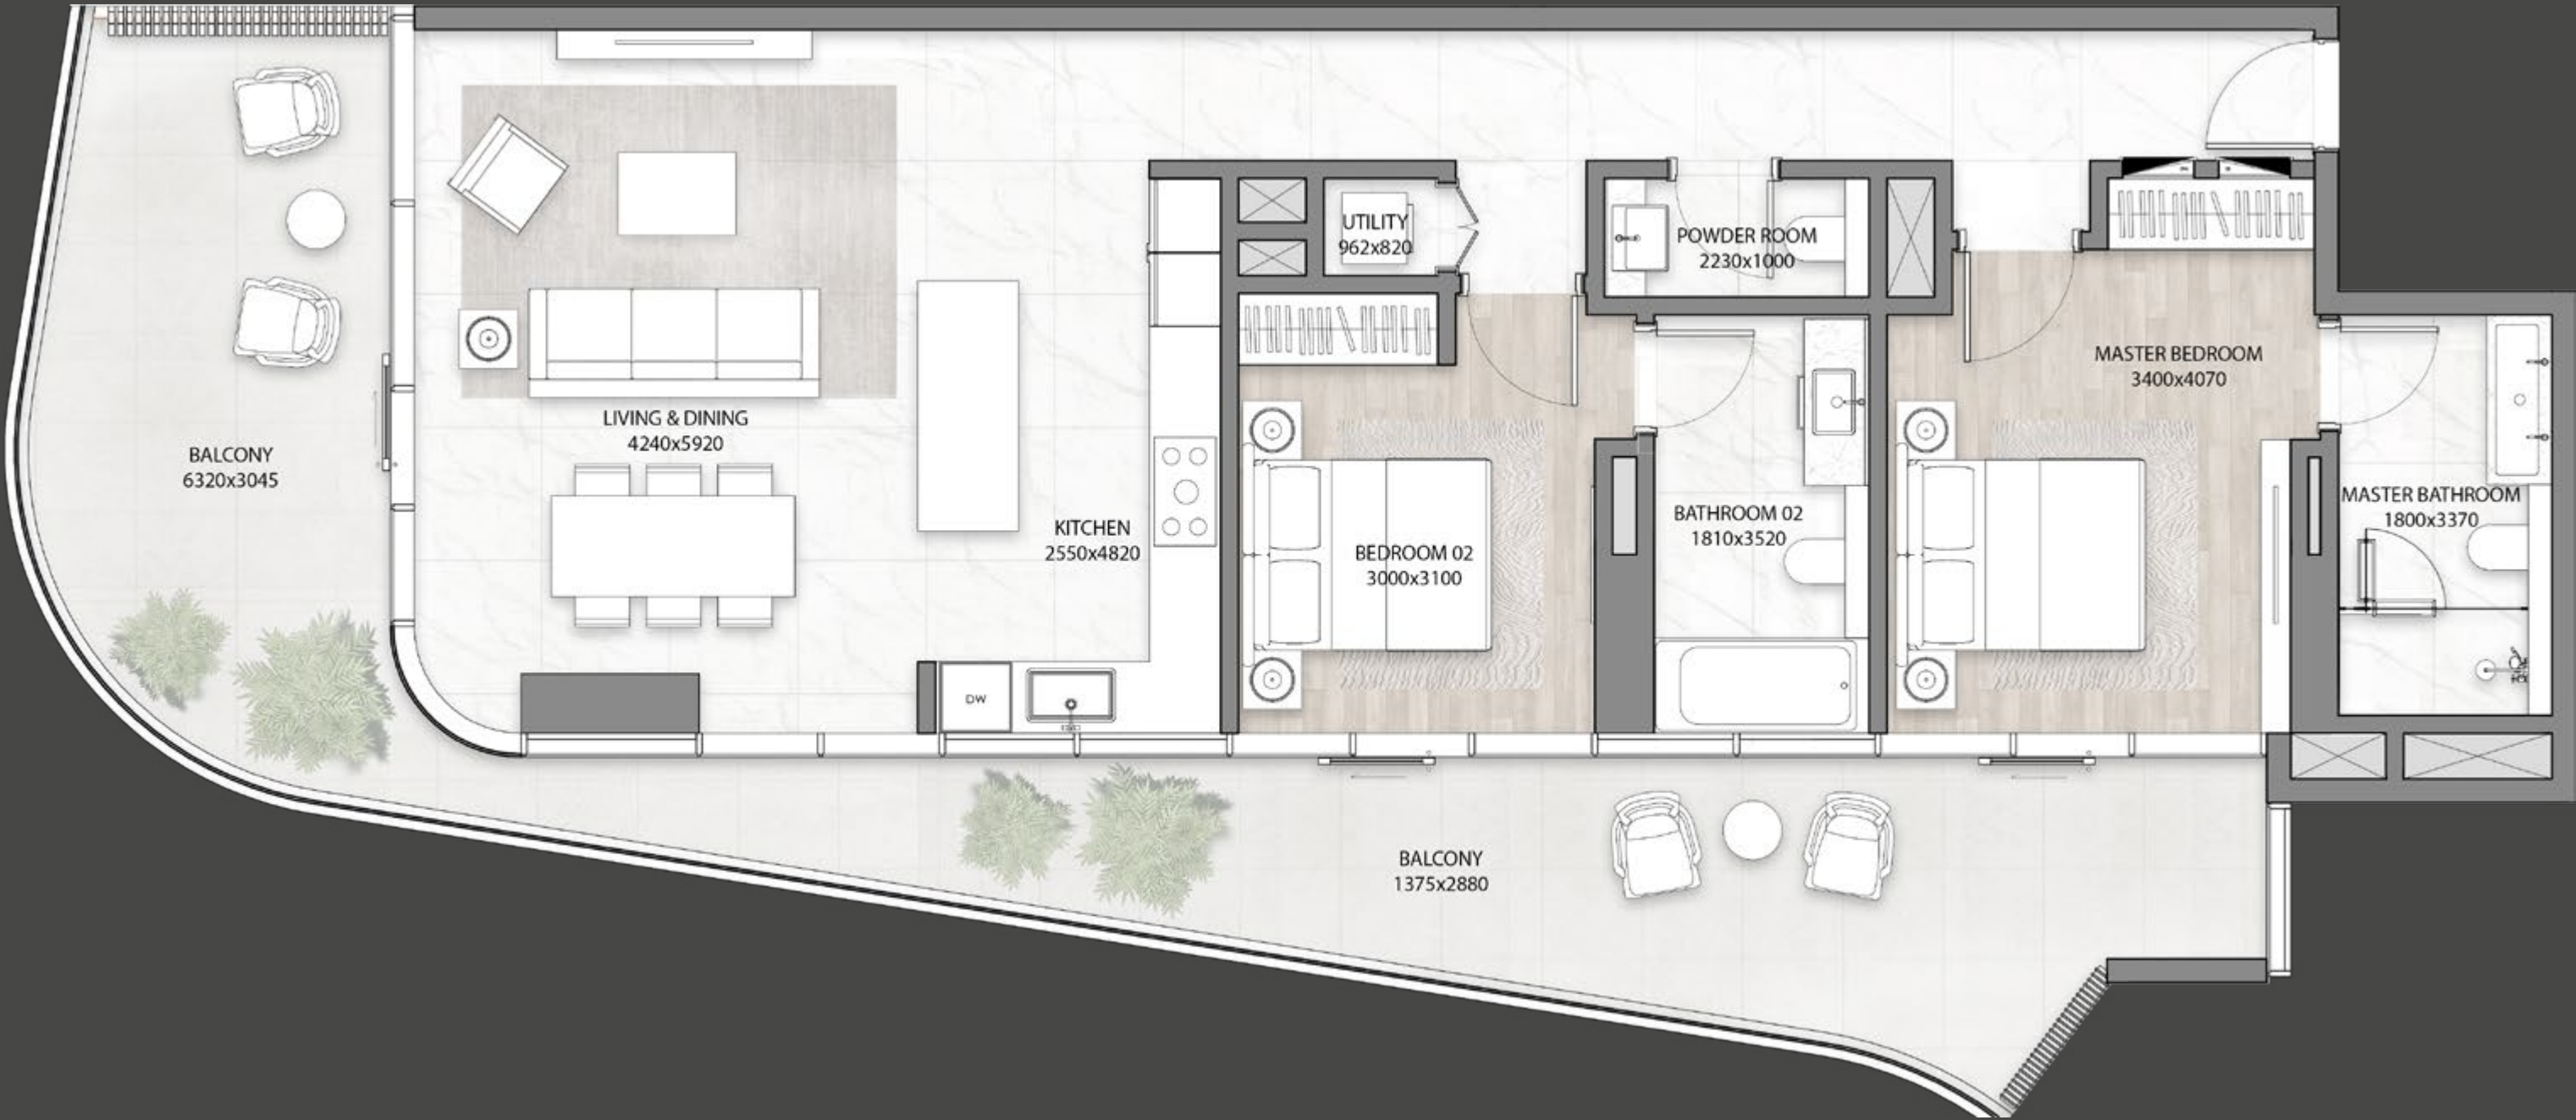 UTILITY
962x820
POWDER ROOM
2230x1000
MASTER BEDROOM
3400x4070
LIVING & DINING
4240x5920
BALCONY
6320x3045
KITCHEN
2550x4820
BEDROOM 02
3000x3100
BATHROOM 02
1810x3520
MASTER BATHROOM
1800x3370
DW
BALCONY
1375x2880